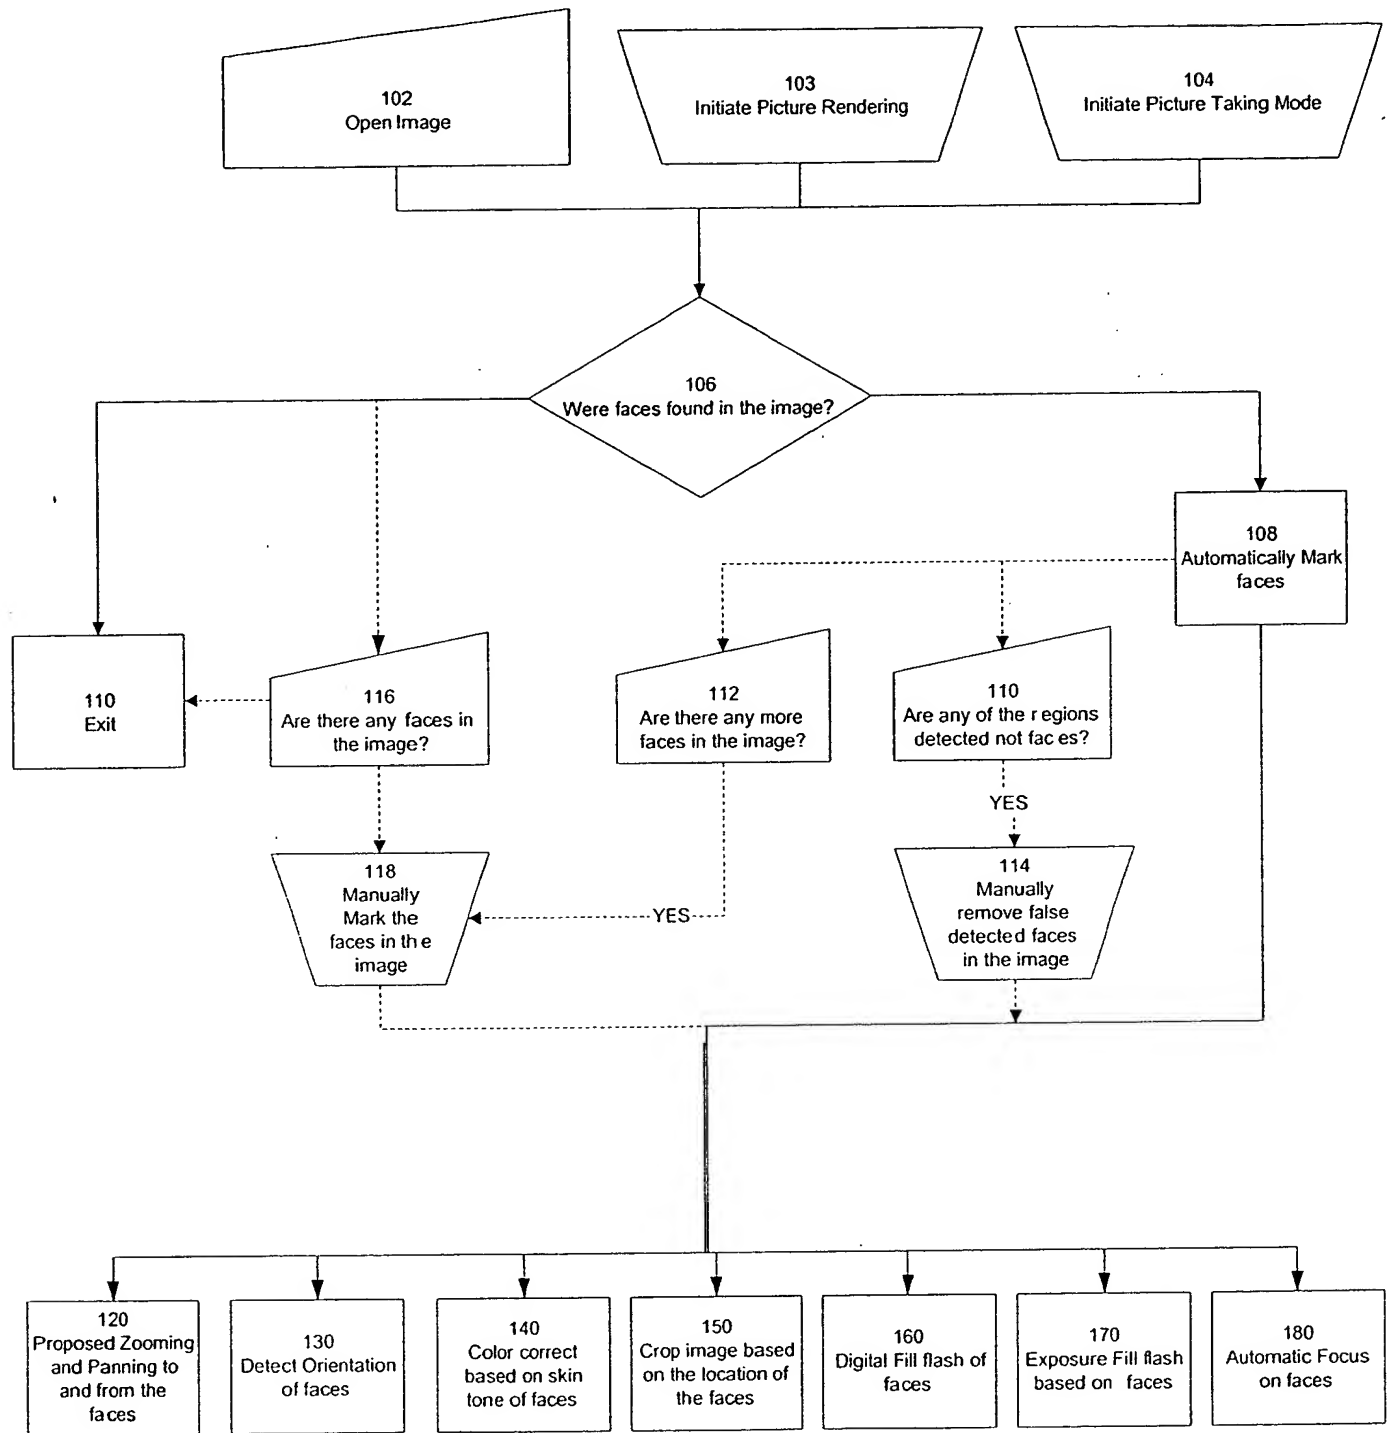 102
Open Image
103
Initiate Picture Rendering
104
Initiate Picture Taking Mode
106
Were faces found in the image?
108
Automatically Mark
faces
110
Exit
116
Are there any faces in
the image?
112
Are there any more
faces in the image?
110
Are any of the regions
detected not faces?
YES
118
Manually
Mark the
faces in the
image
YES
114
Manually
remove false
detected faces
in the image
120
Proposed Zooming
and Panning to
and from the
faces
130
Detect Orientation
of faces
140
Color correct
based on skin
tone of faces
150
Crop image based
on the location of
the faces
160
Digital Fill flash of
faces
170
Exposure Fill flash
based on faces
180
Automatic Focus
on faces